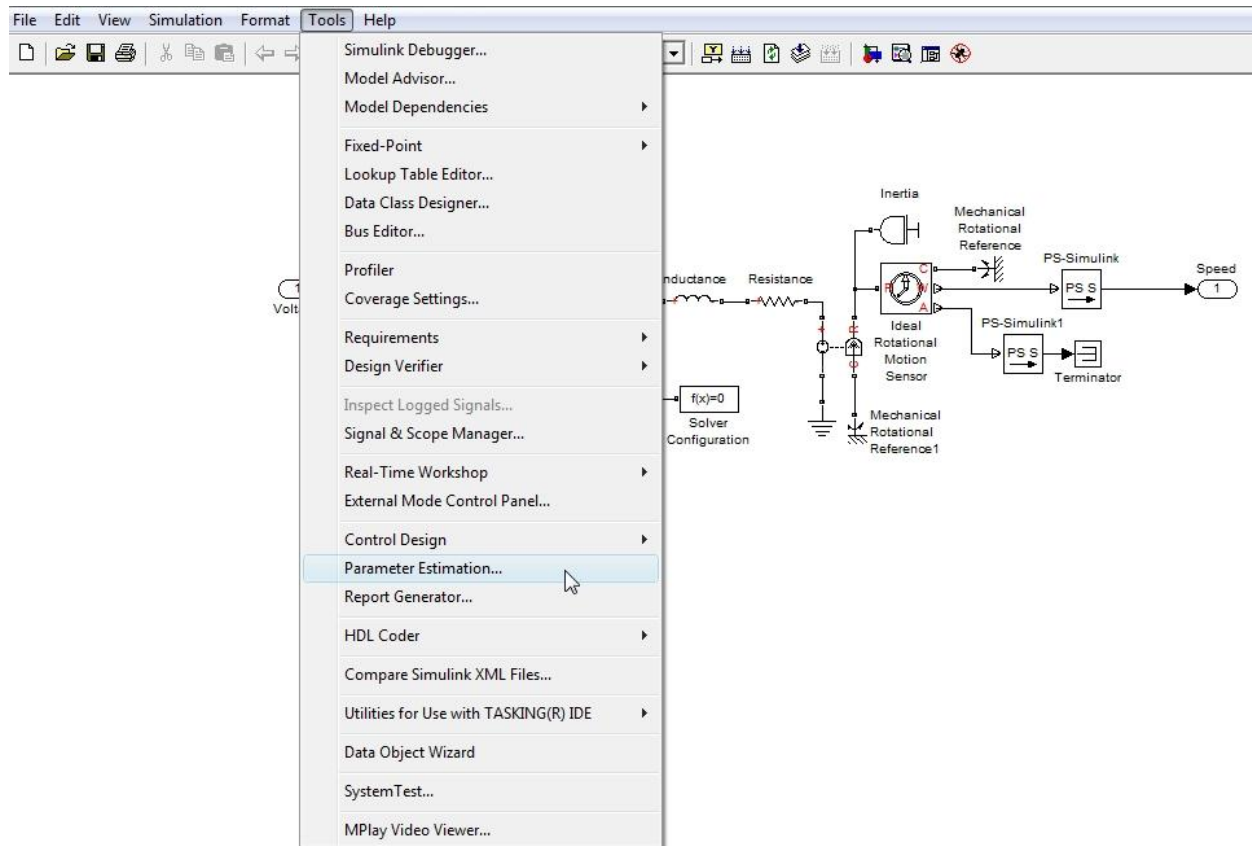 File Edit View Simulation Format Tools Help
Simulink Debugger...
Model Advisor...
Model Dependencies
Fixed-Point
Lookup Table Editor...
Data Class Designer...
Bus Editor...
Profiler
Coverage Settings...
Requirements
Design Verifier
Inspect Logged Signals...
Signal & Scope Manager...
Real-Time Workshop
External Mode Control Panel...
Control Design
Parameter Estimation...
Report Generator...
HDL Coder
Compare Simulink XML Files...
Utilities for Use with TASKING(R) IDE
Data Object Wizard
SystemTest...
MPlay Video Viewer...
1
Volt
nductance
Resistance
f(x)=0
Solver
Configuration
Inertia
Mechanical
Rotational
Reference
R
C
W
A
Ideal
Rotational
Motion
Sensor
PS-Simulink
PS S
Speed
1
PS-Simulink1
PS S
Terminator
Mechanical
Rotational
Reference1